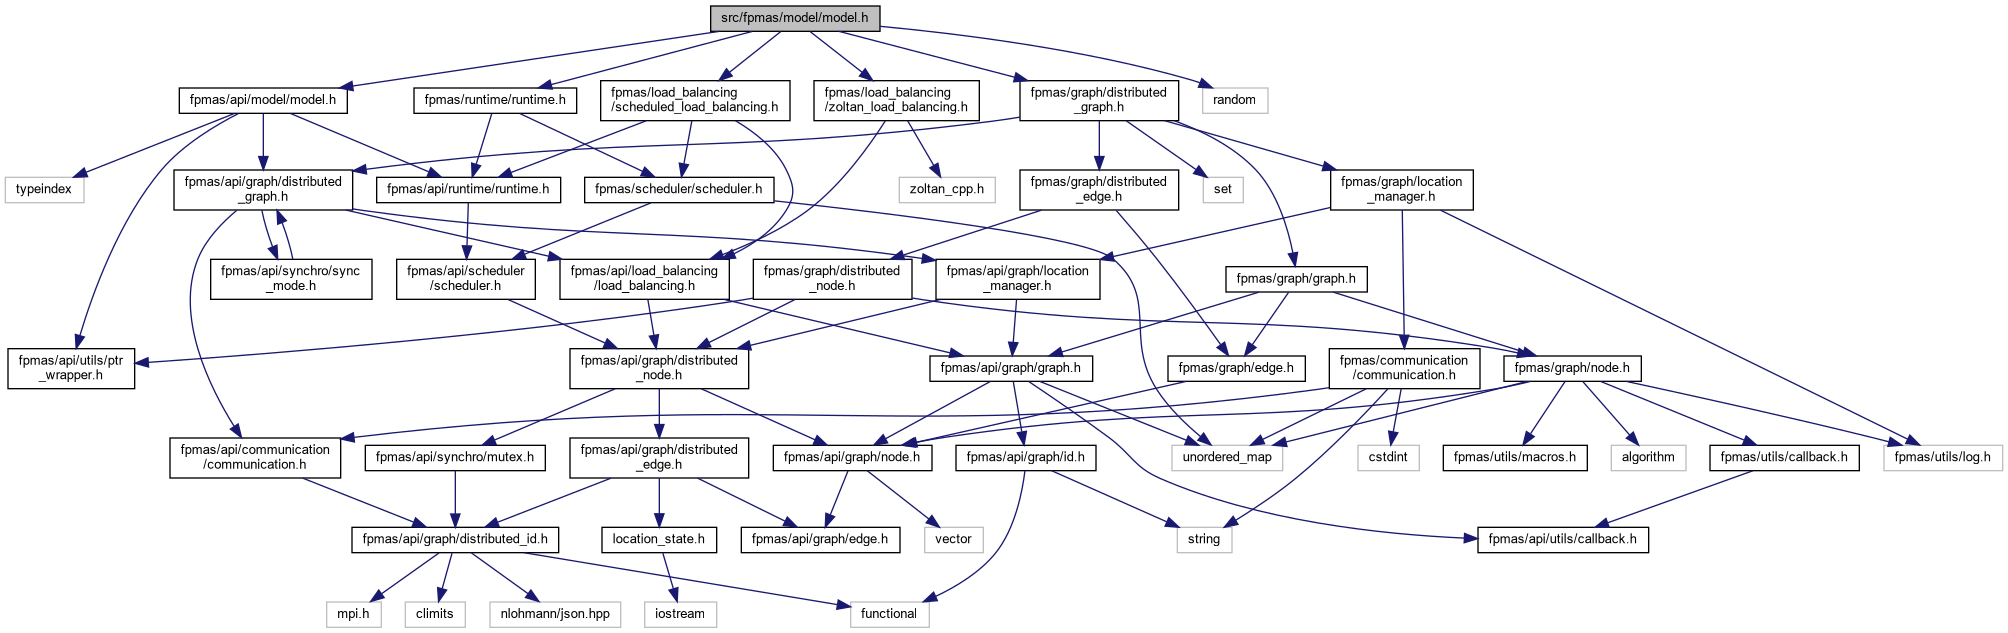 src/fpmas/model/model.h
fpmas/api/model/model.h
fpmas/runtime/runtime.h
fpmas/load_balancing
/scheduled_load_balancing.h
fpmas/load_balancing
/zoltan_load_balancing.h
fpmas/graph/distributed
_graph.h
random
typeindex
fpmas/api/graph/distributed
_graph.h
fpmas/api/runtime/runtime.h
fpmas/scheduler/scheduler.h
zoltan_cpp.h
fpmas/graph/distributed
_edge.h
set
fpmas/graph/location
_manager.h
fpmas/api/synchro/sync
_mode.h
fpmas/api/scheduler
/scheduler.h
fpmas/api/load_balancing
/load_balancing.h
fpmas/graph/distributed
_node.h
fpmas/api/graph/location
_manager.h
fpmas/graph/graph.h
fpmas/api/utils/ptr
_wrapper.h
fpmas/api/graph/distributed
_node.h
fpmas/api/graph/graph.h
fpmas/graph/edge.h
fpmas/communication
/communication.h
fpmas/graph/node.h
fpmas/api/communication
/communication.h
fpmas/api/synchro/mutex.h
fpmas/api/graph/distributed
_edge.h
fpmas/api/graph/node.h
fpmas/api/graph/id.h
unordered_map
cstdint
fpmas/utils/macros.h
algorithm
fpmas/utils/callback.h
fpmas/utils/log.h
fpmas/api/graph/distributed_id.h
location_state.h
fpmas/api/graph/edge.h
vector
string
fpmas/api/utils/callback.h
mpi.h
climits
nlohmann/json.hpp
iostream
functional